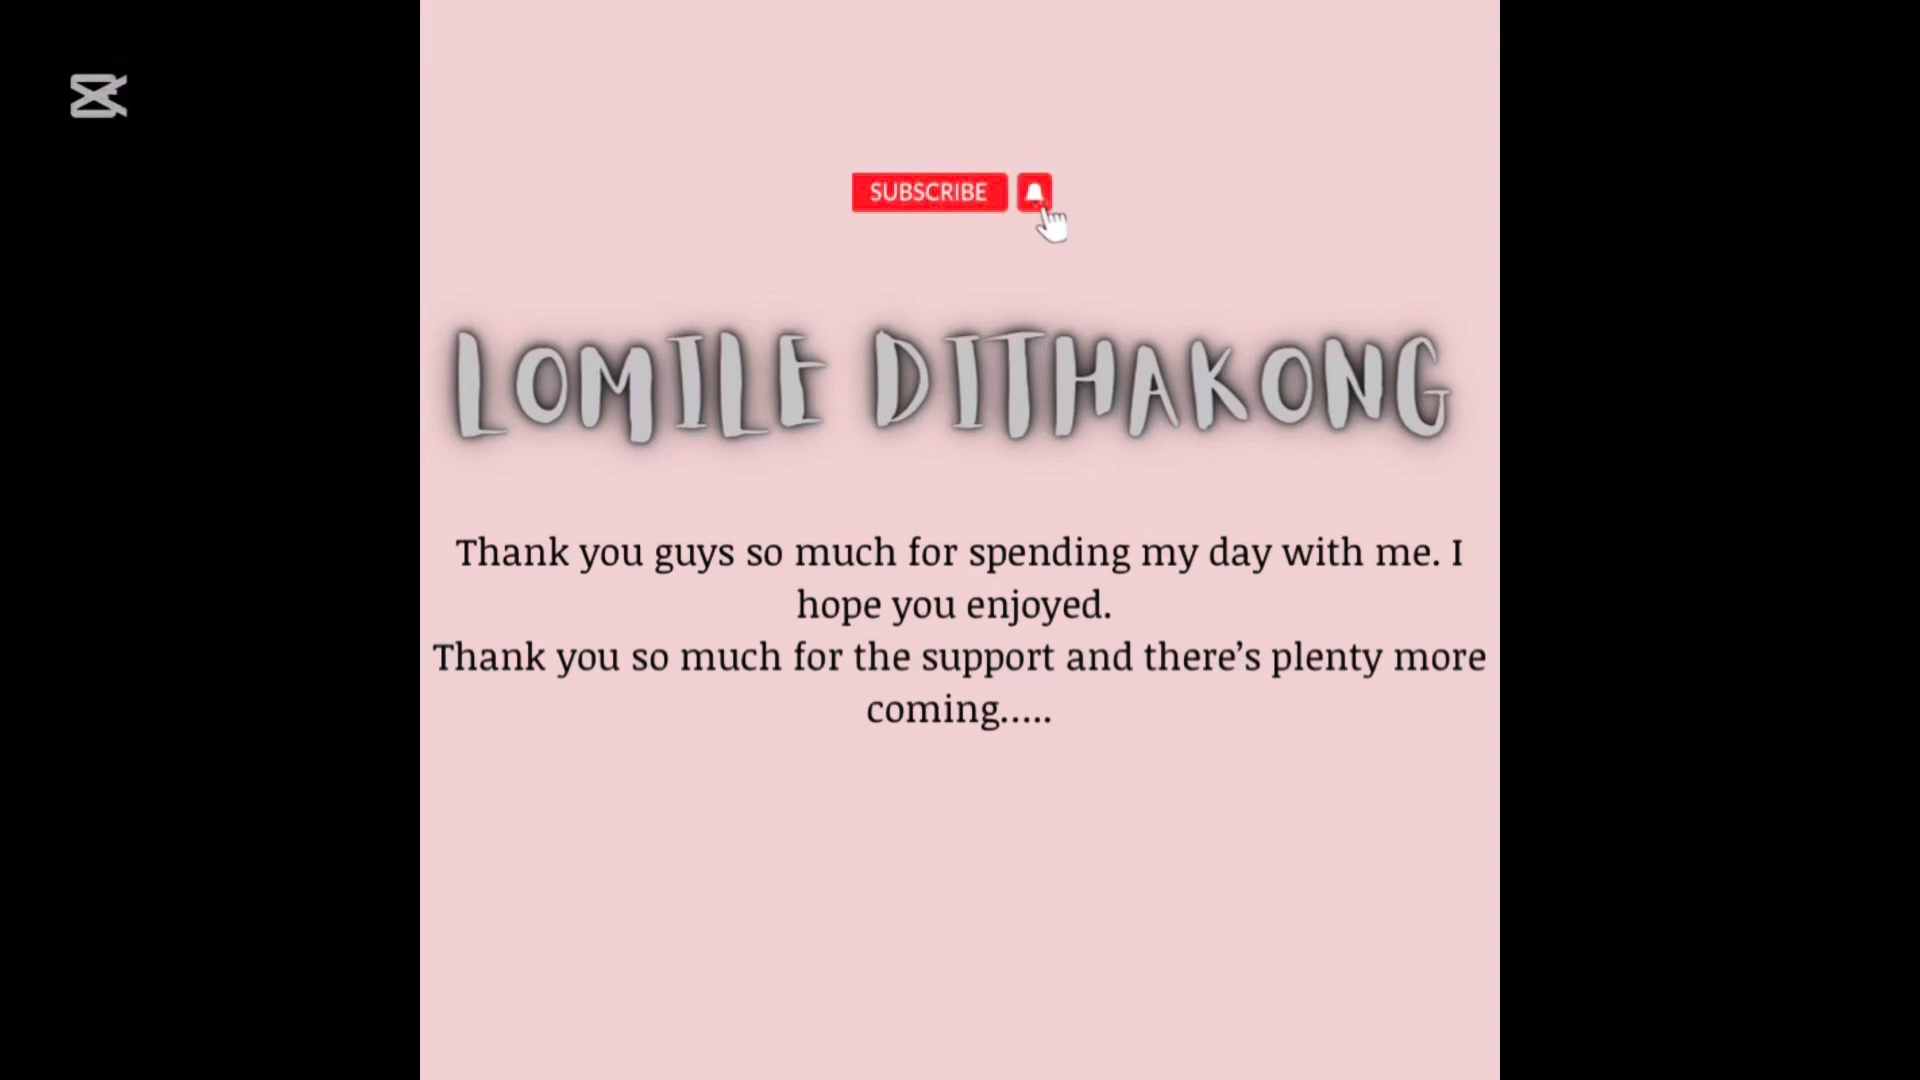 SUBSCRIBE
LOMILE DITHAKONG
Thank you guys so much for spending my day with me. I
hope you enjoyed.
Thank you so much for the support and there’s plenty more
coming.....